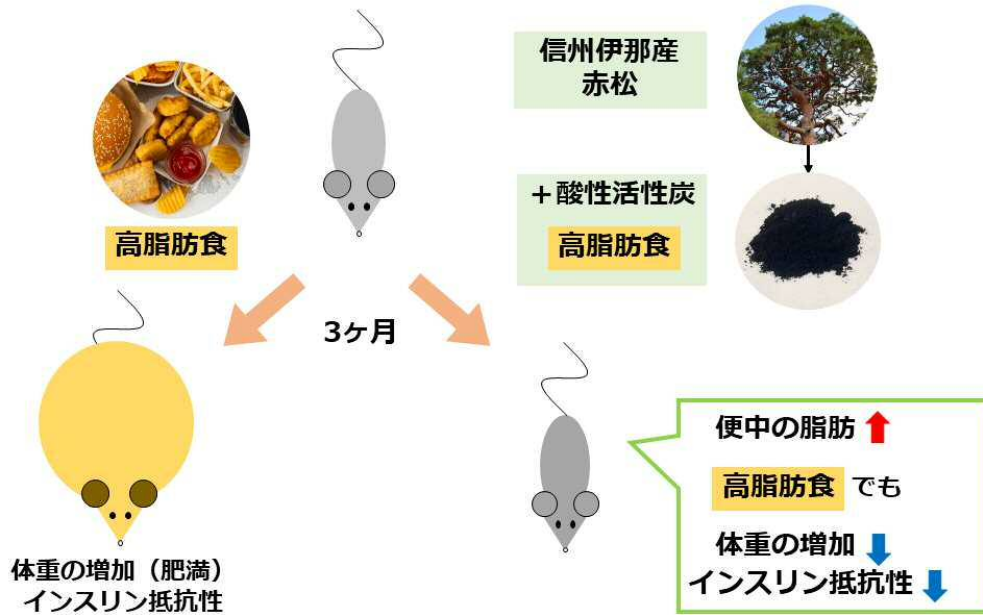 信州伊那産
赤松
高脂肪食
+酸性活性炭
高脂肪食
3ヶ月
体重の増加(肥満)
インスリン抵抗性
便中の脂肪
高脂肪食 でも
体重の増加
インスリン抵抗性